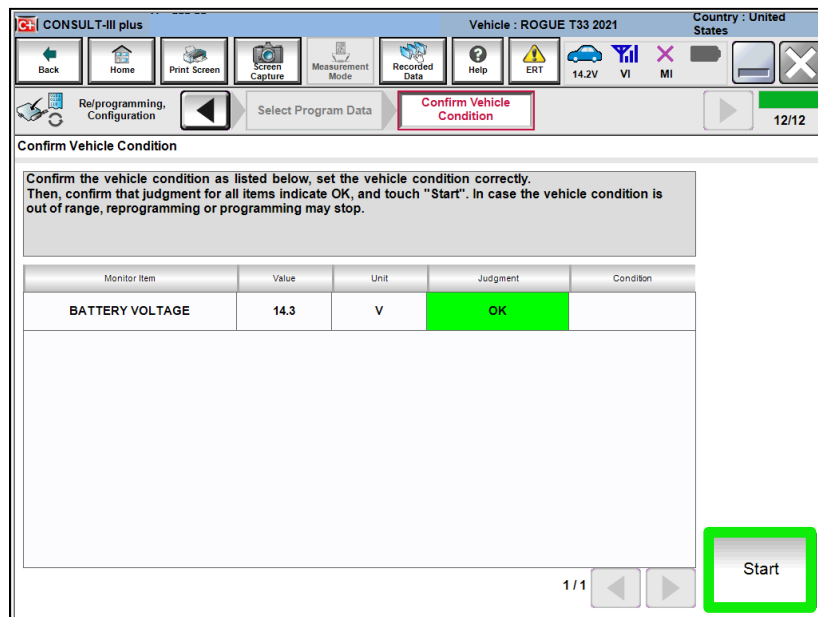 C+ CONSULT-III plus
Vehicle : ROGUE T33 2021
Country : United
States
Back
Home
Print Screen
Screen
Capture
Measurement
Mode
Recorded
Data
Help
ERT
14.2V
VI
MI
Re/programming,
Configuration
Select Program Data
Confirm Vehicle
Condition
12/12
Confirm Vehicle Condition
Confirm the vehicle condition as listed below, set the vehicle condition correctly.
Then, confirm that judgment for all items indicate OK, and touch "Start". In case the vehicle condition is
out of range, reprogramming or programming may stop.
Monitor Item Value Unit Judgment Condition
BATTERY VOLTAGE 14.3 V OK
1/1
Start